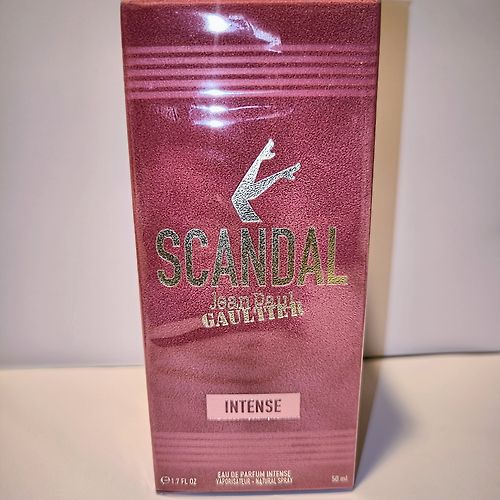 SCANDAL
Jean Paul
GAULTIER
INTENSE
EAU DE PARFUM INTENSE
℮ 1.7 FL OZ VAPORISATEUR - NATURAL SPRAY 50 ml